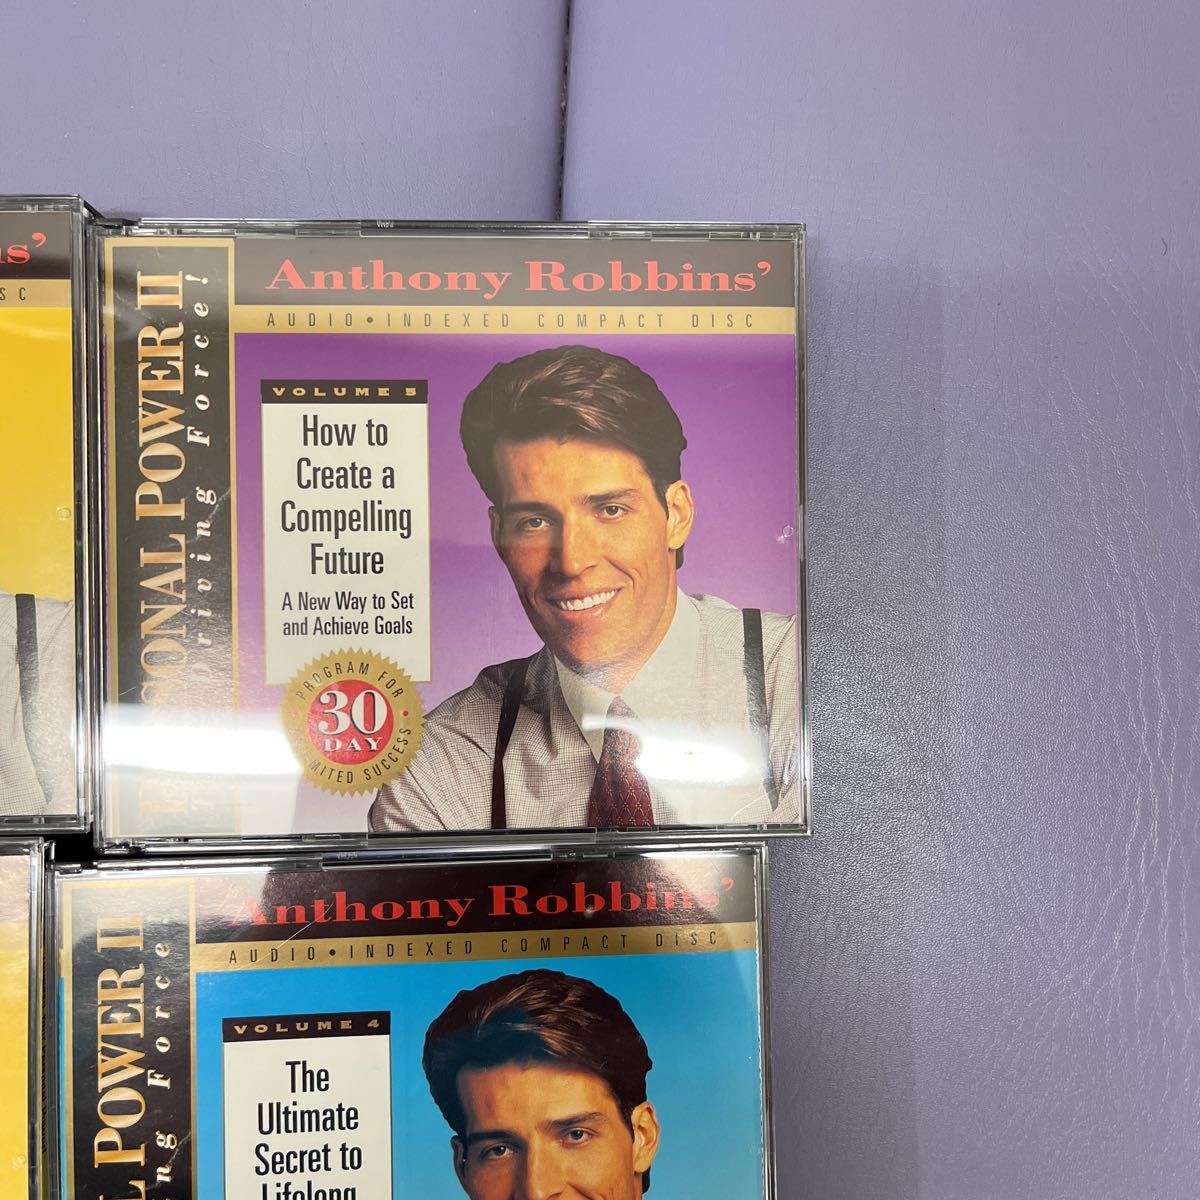 Anthony Robbins’
AUDIO • INDEXED COMPACT DISC
POWER II
Driving Force!
VOLUME 5
How to
Create a
Compelling
Future
A New Way to Set
and Achieve Goals
PROGRAM FOR
30
DAY
SUCCESS
Anthony Robbins’
AUDIO • INDEXED COMPACT DISC
POWER II
Force
VOLUME 4
The
Ultimate
Secret to
Lifelong